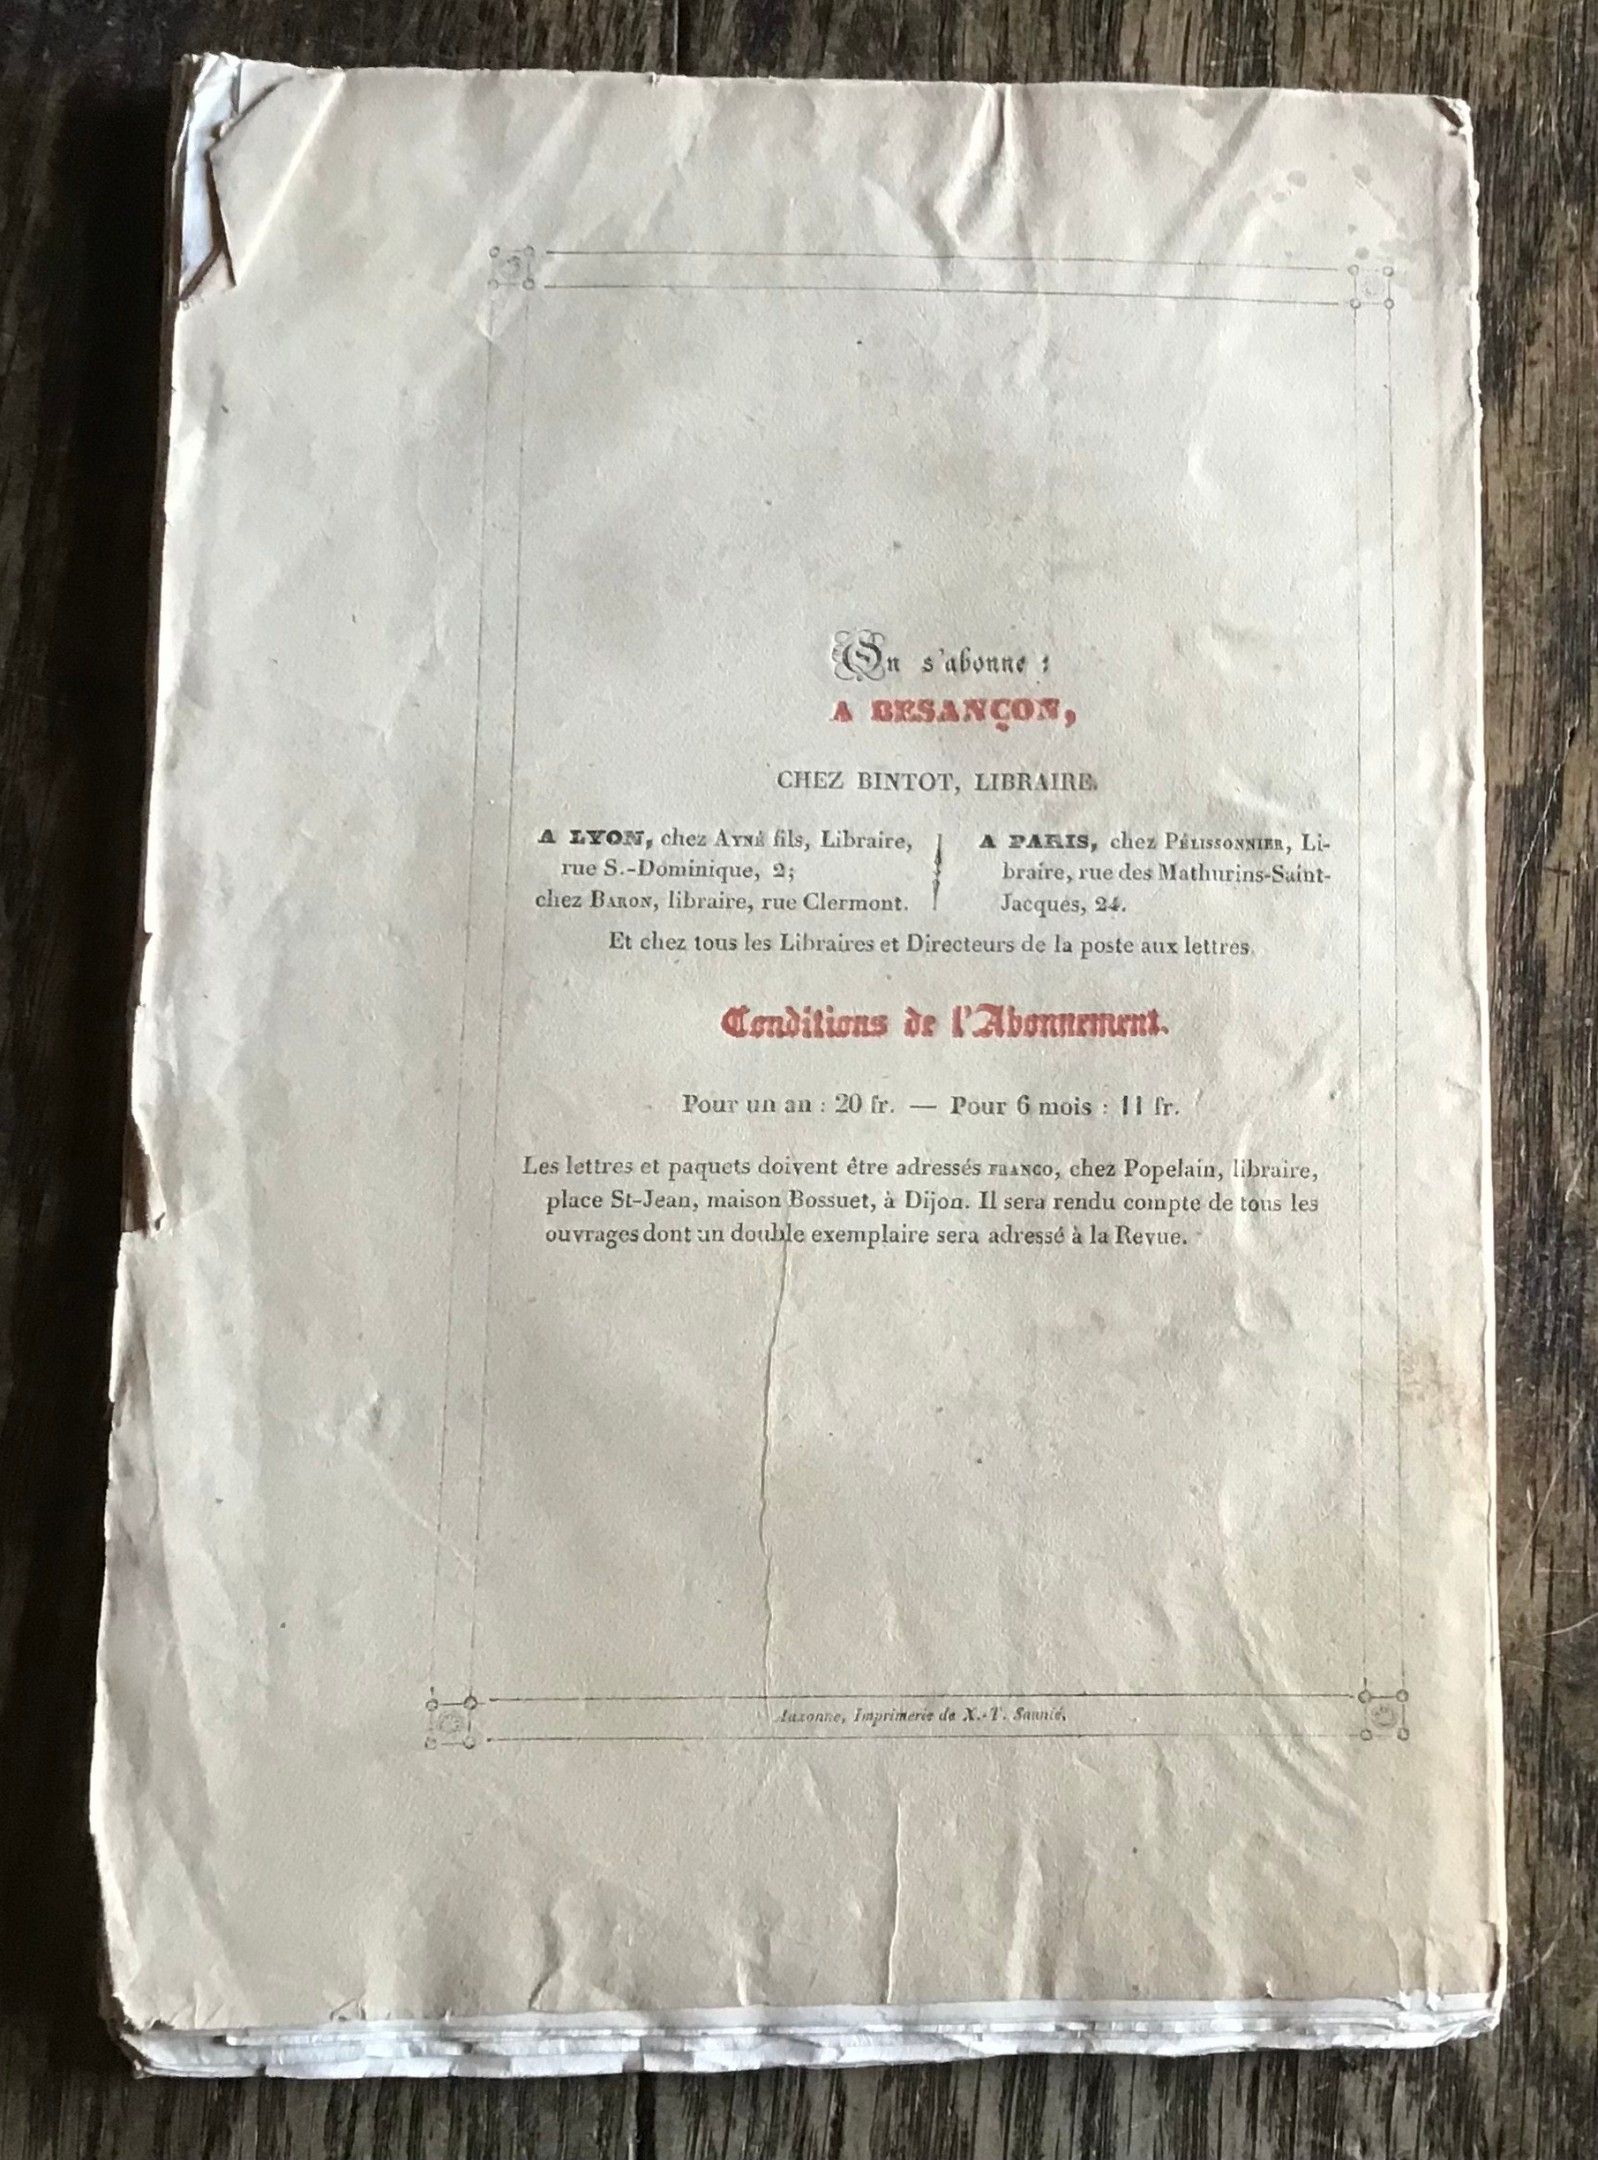 On s'abonne :
A BESANÇON,
CHEZ BINTOT, LIBRAIRE.
A LYON, chez AYNÉ fils, Libraire,
rue S.-Dominique, 2;
chez BARON, libraire, rue Clermont.
A PARIS, chez PÉLISSONNIER, Li-
braire, rue des Mathurins-Saint-
Jacques, 24.
Et chez tous les Libraires et Directeurs de la poste aux lettres.
Conditions de l'Abonnement.
Pour un an : 20 fr. — Pour 6 mois : 11 fr.
Les lettres et paquets doivent être adressés FRANCO, chez Popelain, libraire,
place St-Jean, maison Bossuet, à Dijon. Il sera rendu compte de tous les
ouvrages dont un double exemplaire sera adressé à la Revue.
Auxonne, Imprimerie de X.-T. Saunié.